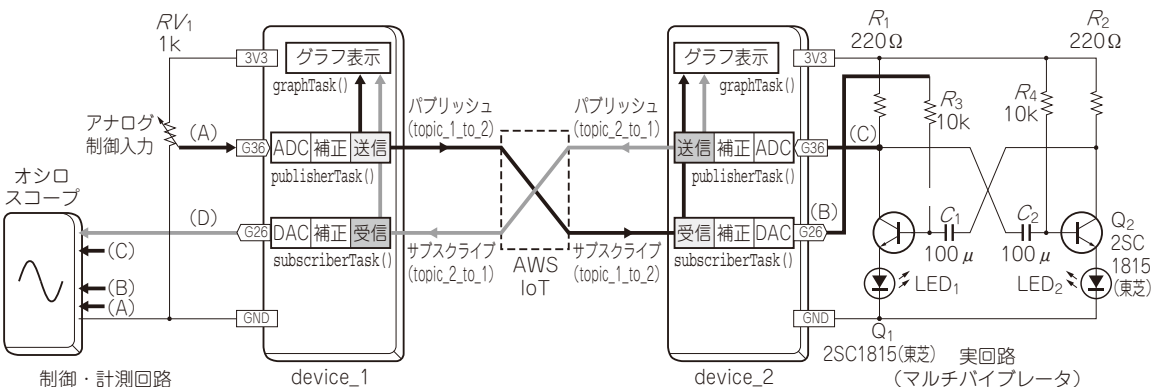 RV1
1k
アナログ
制御入力
(A)
オシロ
スコープ
(D)
(C)
(B)
(A)
制御・計測回路
3V3
グラフ表示
graphTask()
G36
ADC
補正
送信
publisherTask()
G26
DAC
補正
受信
subscriberTask()
GND
device_1
パブリッシュ
(topic_1_to_2)
サブスクライブ
(topic_2_to_1)
AWS
IoT
パブリッシュ
(topic_2_to_1)
サブスクライブ
(topic_1_to_2)
グラフ表示
graphTask()
3V3
送信
補正
ADC
G36
publisherTask()
受信
補正
DAC
G26
subscriberTask()
GND
device_2
(C)
(B)
R1
220Ω
R2
220Ω
R3
10k
R4
10k
C1
100μ
C2
100μ
LED1
LED2
Q1
2SC1815(東芝)
Q2
2SC
1815
(東芝)
実回路
(マルチバイブレータ)